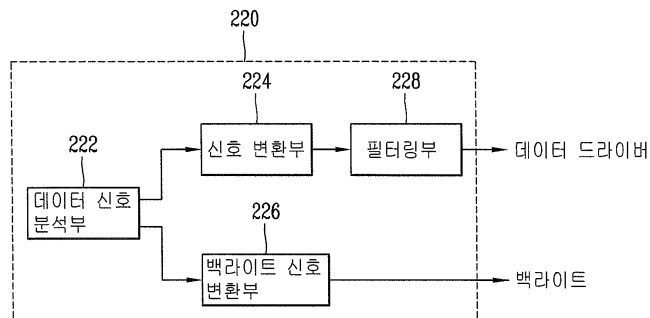 220
224
228
222
신호 변환부
필터링부
데이터 드라이버
데이터 신호
분석부
226
백라이트 신호
변환부
백라이트